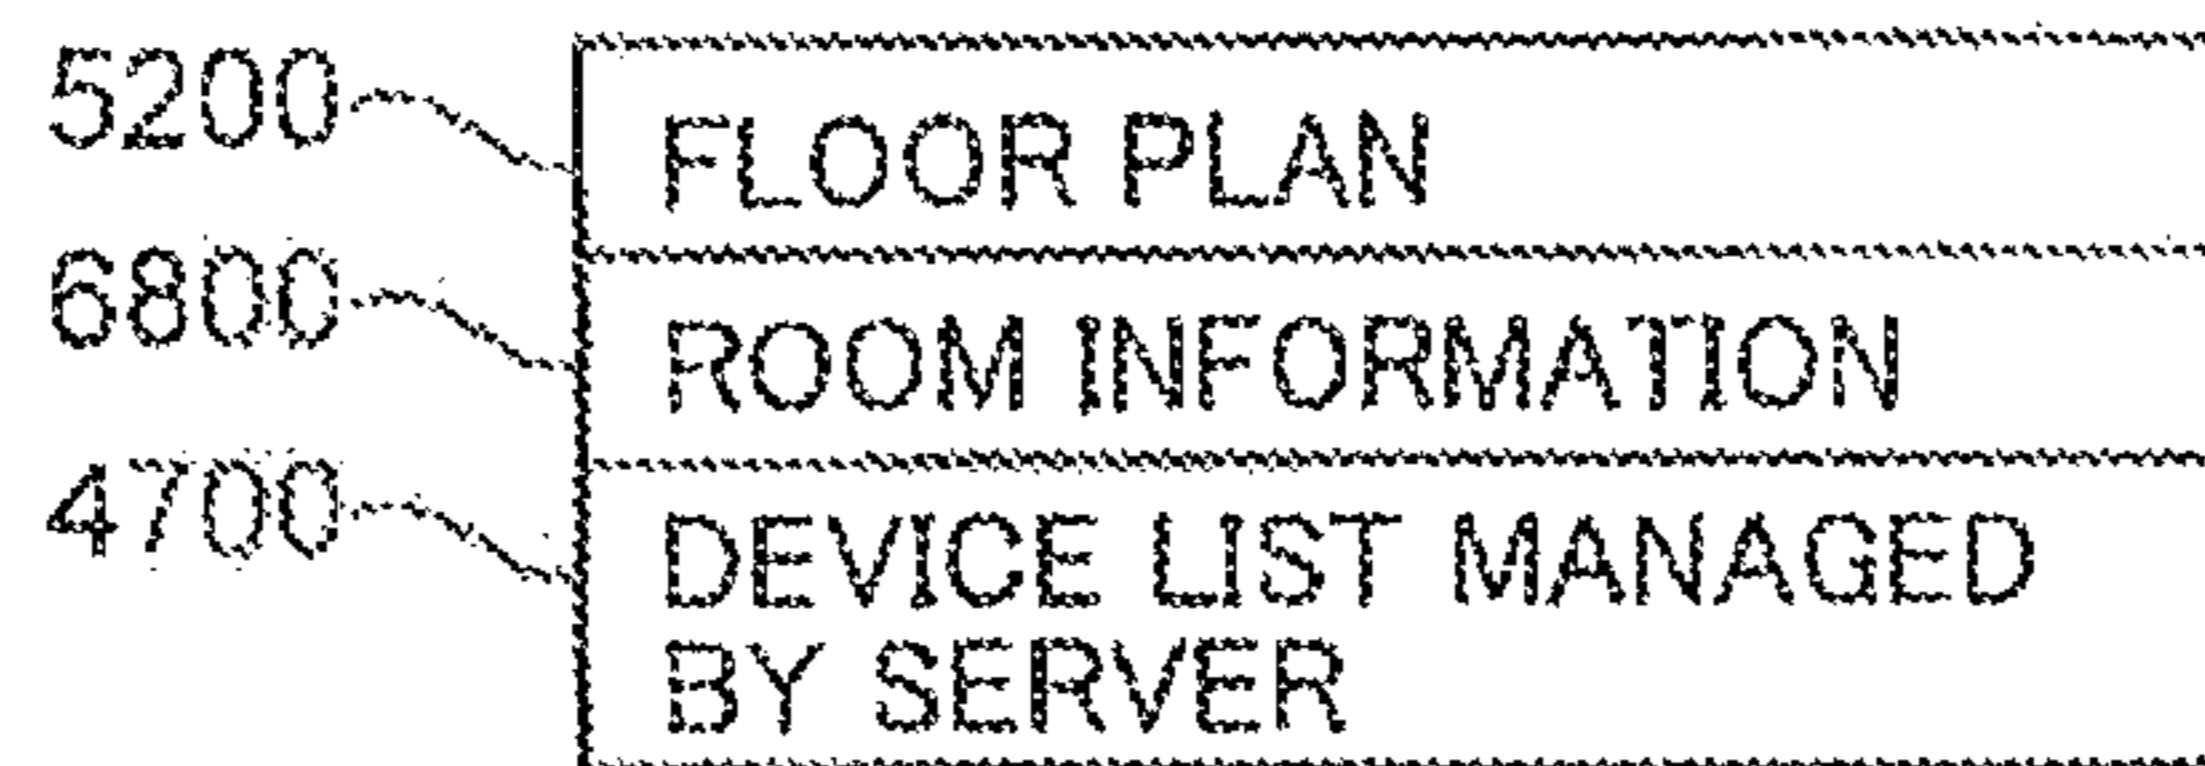 5200 FLOOR PLAN
6800 ROOM INFORMATION
4700 DEVICE LIST MANAGED
BY SERVER